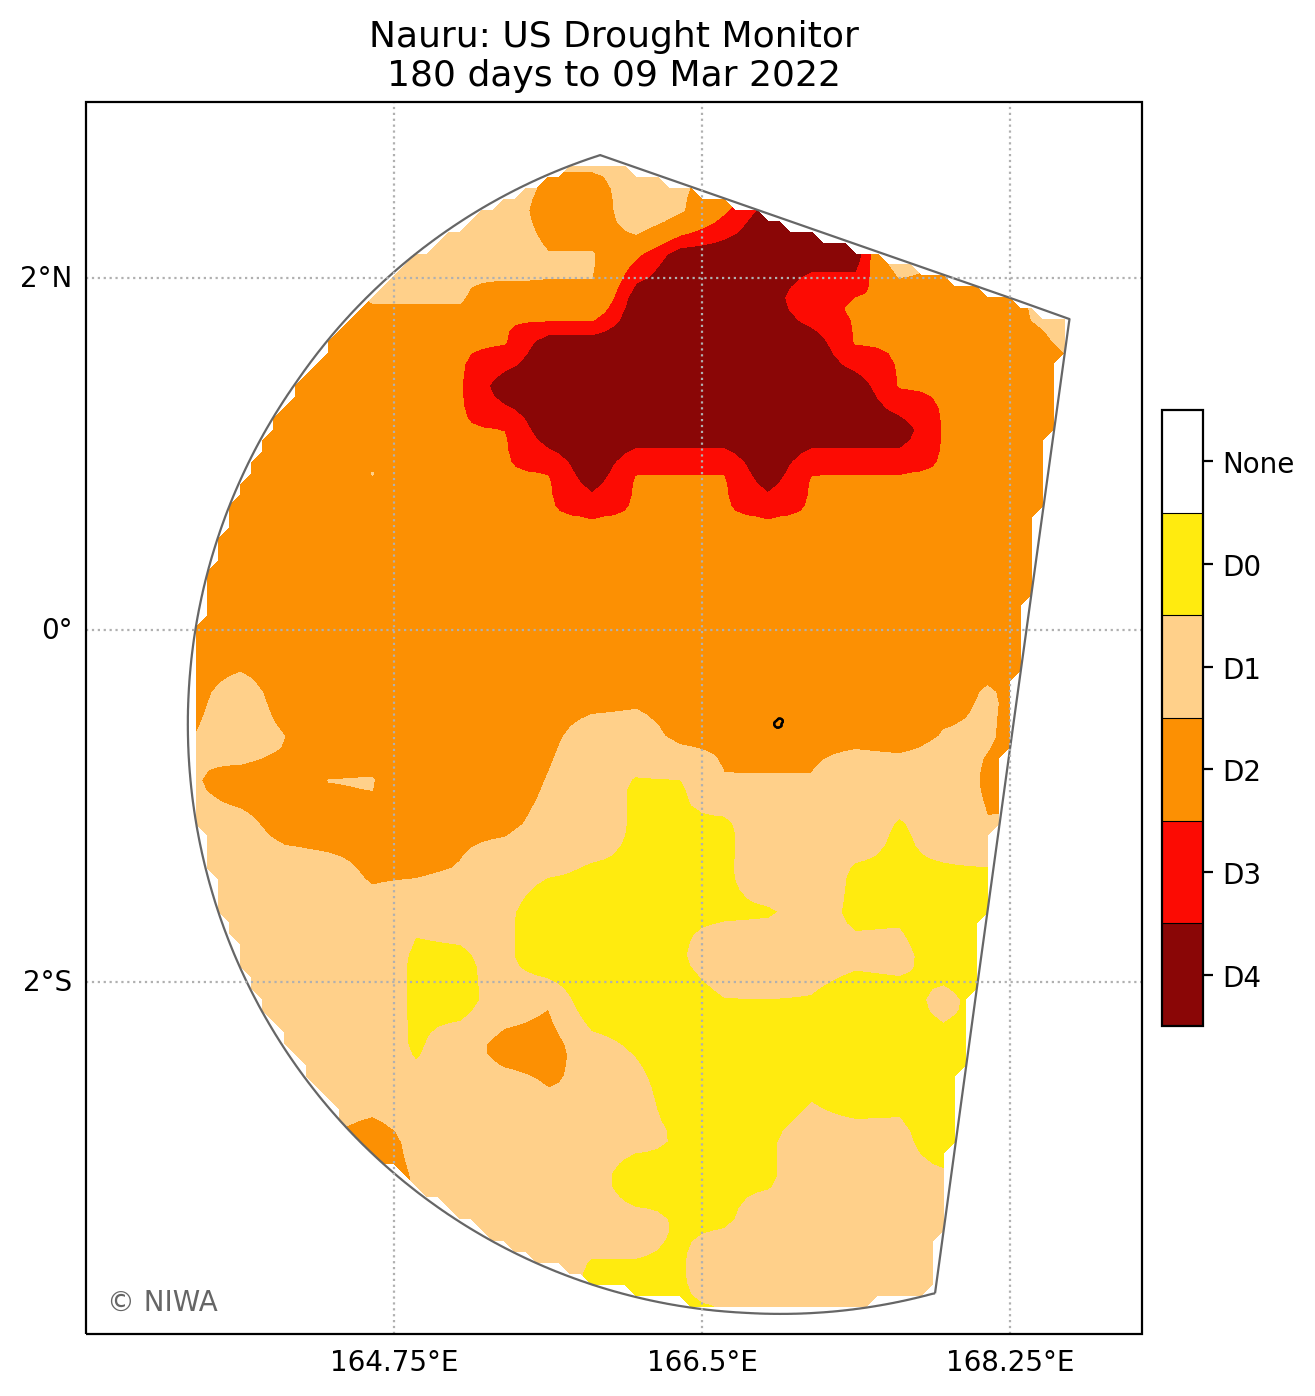 Nauru: US Drought Monitor
180 days to 09 Mar 2022
2°N
0°
2°S
164.75°E
166.5°E
168.25°E
None
D0
D1
D2
D3
D4
© NIWA